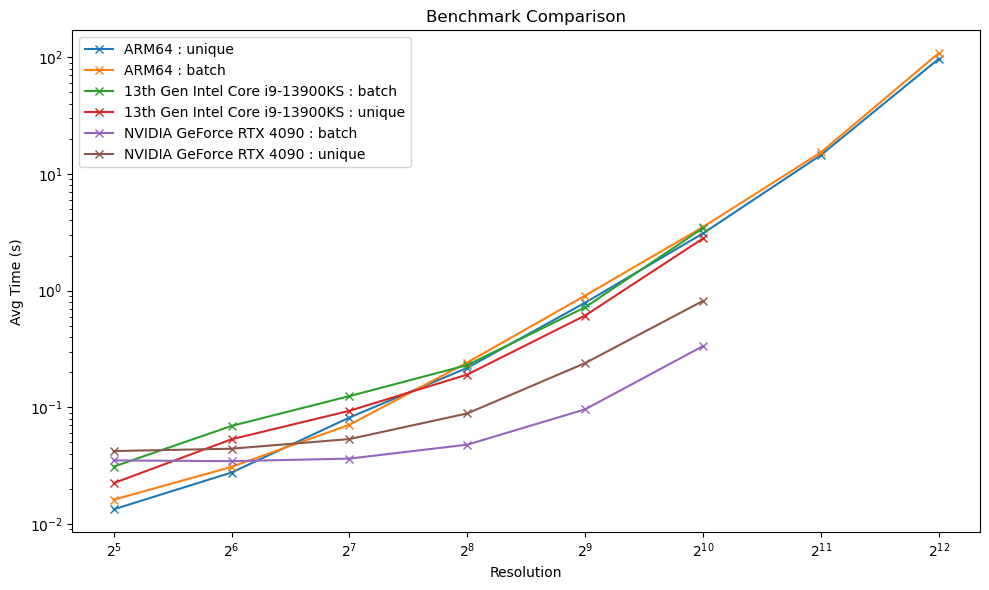 Benchmark Comparison
ARM64 : unique
ARM64 : batch
13th Gen Intel Core i9-13900KS : batch
13th Gen Intel Core i9-13900KS : unique
NVIDIA GeForce RTX 4090 : batch
NVIDIA GeForce RTX 4090 : unique
Avg Time (s)
10²
10¹
10⁰
10⁻¹
10⁻²
2⁵ 2⁶ 2⁷ 2⁸ 2⁹ 2¹⁰ 2¹¹ 2¹²
Resolution